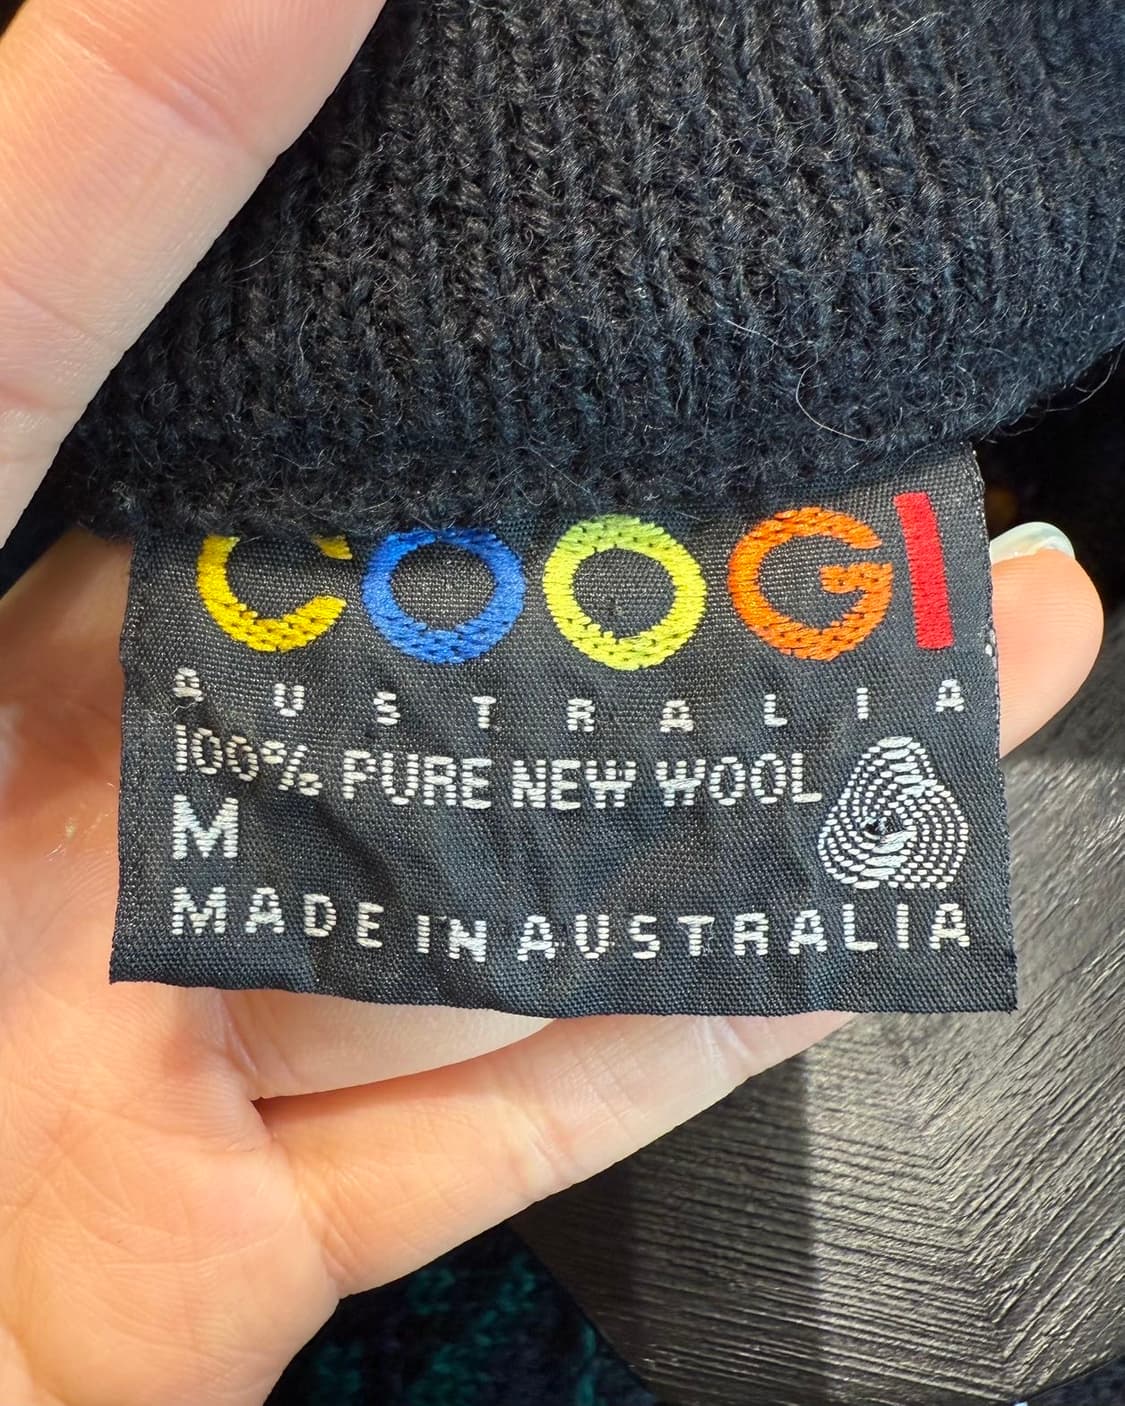 COOGI
AUSTRALIA
100% PURE NEW WOOL
M
MADE IN AUSTRALIA